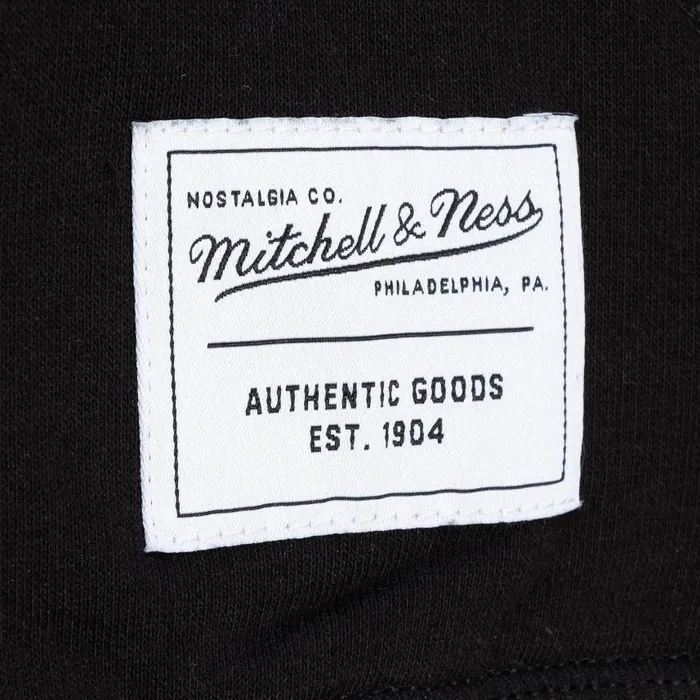 NOSTALGIA CO.
Mitchell & Ness
PHILADELPHIA, PA.
AUTHENTIC GOODS
EST. 1904